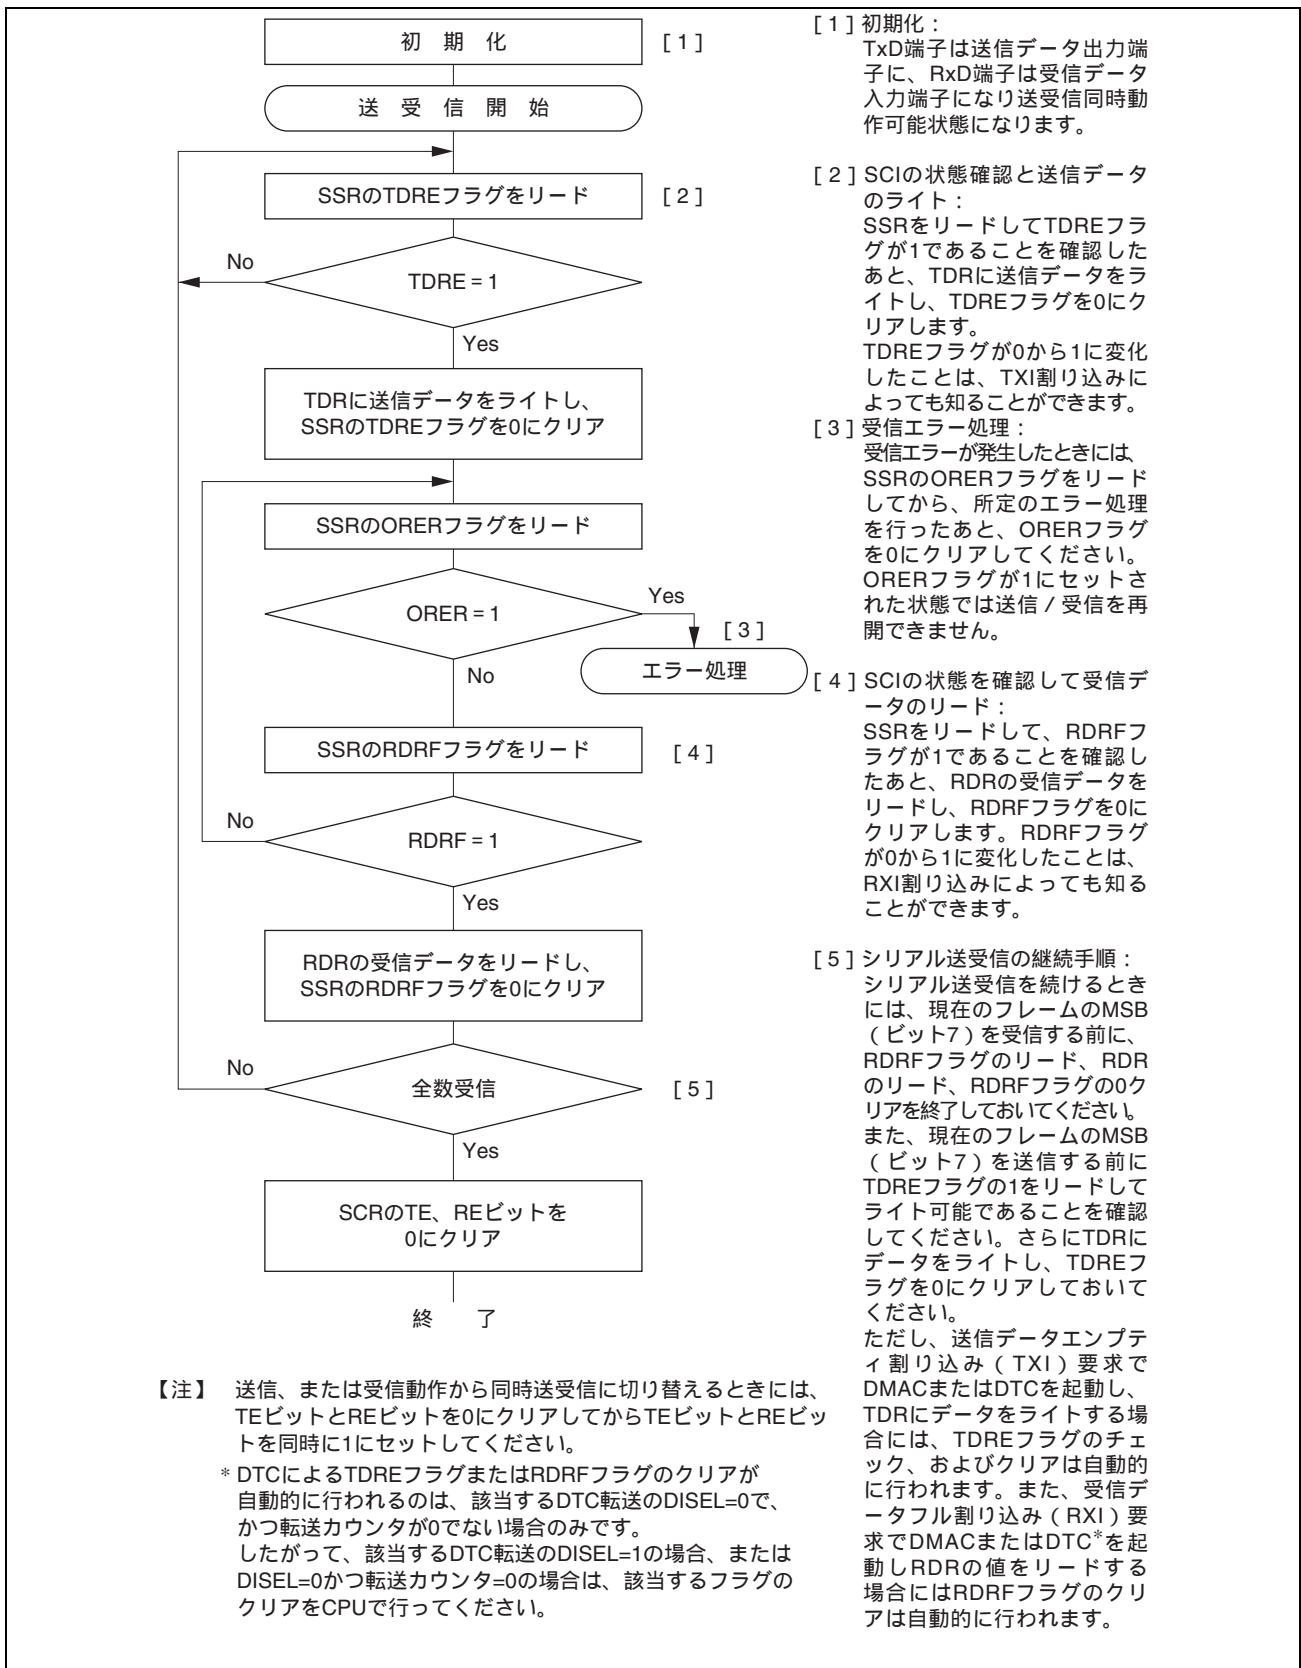 初 期 化 [1]
送 受 信 開 始
SSRのTDREフラグをリード [2]
No
TDRE = 1
Yes
TDRに送信データをライトし、
SSRのTDREフラグを0にクリア
SSRのORERフラグをリード
ORER = 1
Yes
[3]
エラー処理
No
SSRのRDRFフラグをリード [4]
No
RDRF = 1
Yes
RDRの受信データをリードし、
SSRのRDRFフラグを0にクリア
No
全数受信 [5]
Yes
SCRのTE、REビットを
0にクリア
終 了
[1]初期化：
TxD端子は送信データ出力端
子に、RxD端子は受信データ
入力端子になり送受信同時動
作可能状態になります。
[2]SCIの状態確認と送信データ
のライト：
SSRをリードしてTDREフラ
グが1であることを確認した
あと、TDRに送信データをラ
イトし、TDREフラグを0にク
リアします。
TDREフラグが0から1に変化
したことは、TXI割り込みに
よっても知ることができます。
[3]受信エラー処理：
受信エラーが発生したときには、
SSRのORERフラグをリード
してから、所定のエラー処理
を行ったあと、ORERフラグ
を0にクリアしてください。
ORERフラグが1にセットさ
れた状態では送信／受信を再
開できません。
[4]SCIの状態を確認して受信デ
ータのリード：
SSRをリードして、RDRFフ
ラグが1であることを確認し
たあと、RDRの受信データを
リードし、RDRFフラグを0に
クリアします。RDRFフラグ
が0から1に変化したことは、
RXI割り込みによっても知る
ことができます。
[5]シリアル送受信の継続手順：
シリアル送受信を続けるとき
には、現在のフレームのMSB
（ビット7）を受信する前に、
RDRFフラグのリード、RDR
のリード、RDRFフラグの0ク
リアを終了しておいてください。
また、現在のフレームのMSB
（ビット7）を送信する前に
TDREフラグの1をリードして
ライト可能であることを確認
してください。さらにTDRに
データをライトし、TDREフ
ラグを0にクリアしておいて
ください。
ただし、送信データエンプテ
ィ割り込み（TXI）要求で
DMACまたはDTCを起動し、
TDRにデータをライトする場
合には、TDREフラグのチェ
ック、およびクリアは自動的
に行われます。また、受信デ
ータフル割り込み（RXI）要
求でDMACまたはDTC*を起
動しRDRの値をリードする
場合にはRDRFフラグのクリ
アは自動的に行われます。
【注】 送信、または受信動作から同時送受信に切り替えるときには、
TEビットとREビットを0にクリアしてからTEビットとREビッ
トを同時に1にセットしてください。
* DTCによるTDREフラグまたはRDRFフラグのクリアが
自動的に行われるのは、該当するDTC転送のDISEL=0で、
かつ転送カウンタが0でない場合のみです。
したがって、該当するDTC転送のDISEL=1の場合、または
DISEL=0かつ転送カウンタ=0の場合は、該当するフラグの
クリアをCPUで行ってください。